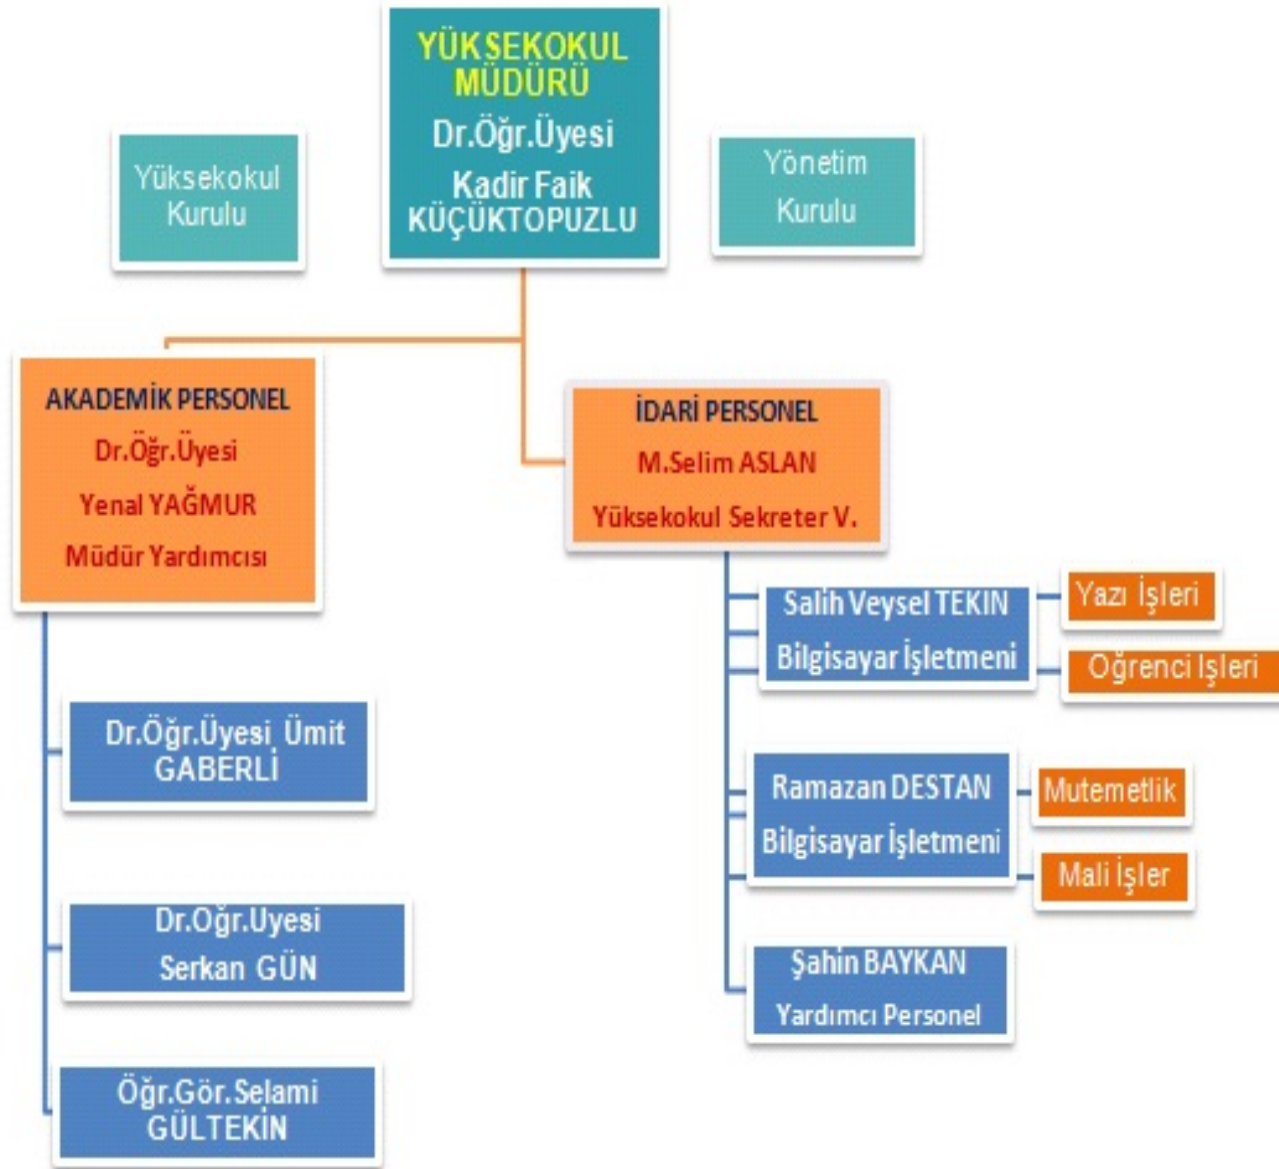 YÜKSEKOKUL
MÜDÜRÜ
Dr.Öğr.Üyesi
Kadir Faik
KÜÇÜKTOPUZLU
Yüksekokul
Kurulu
Yönetim
Kurulu
AKADEMİK PERSONEL
Dr.Öğr.Üyesi
Yenal YAĞMUR
Müdür Yardımcısı
İDARİ PERSONEL
M.Selim ASLAN
Yüksekokul Sekreter V.
Salih Veysel TEKIN
Bilgisayar İşletmeni
Yazı İşleri
Oğrenci Işleri
Dr.Öğr.Üyesi Ümit
GABERLİ
Ramazan DESTAN
Bilgisayar İşletmeni
Mutemetlik
Mali İşler
Dr.Oğr.Uyesi
Serkan GÜN
Şahin BAYKAN
Yardımcı Personel
Öğr.Gör.Selami
GÜLTEKİN